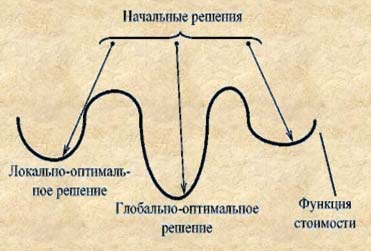 Начальные решения
Локально-оптималь-
ное решение
Глобально-оптимальное
решение
Функция
стоимости